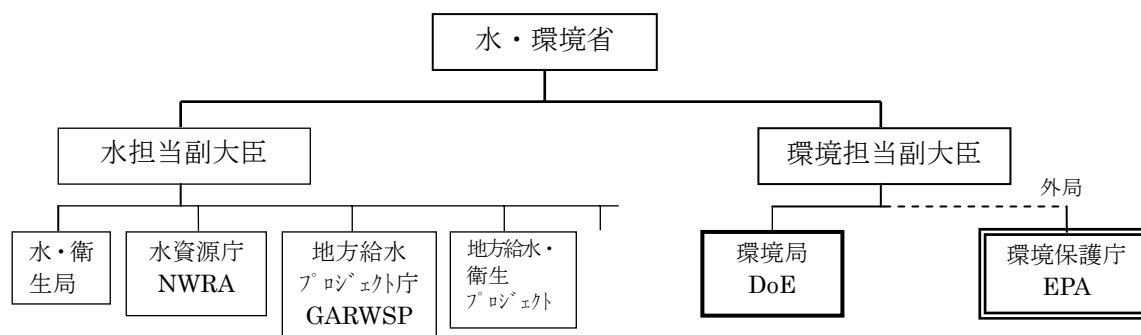 水・環境省
水担当副大臣
環境担当副大臣
外局
水・衛
生局
水資源庁
NWRA
地方給水
ﾌﾟﾛｼﾞｪｸﾄ庁
GARWSP
地方給水・
衛生
ﾌﾟﾛｼﾞｪｸﾄ
環境局
DoE
環境保護庁
EPA